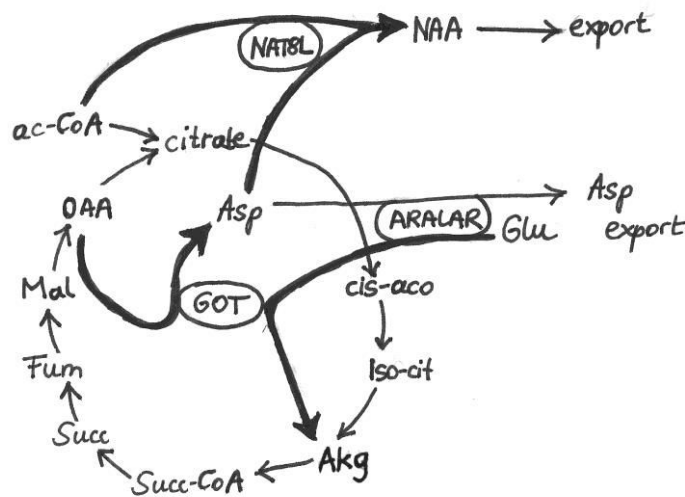 NAT8L
NAA
export
ac-CoA
citrate
OAA
Asp
ARALAR
Asp
export
Glu
Mal
GOT
cis-aco
Fum
Iso-cit
Succ
Succ-CoA
Akg